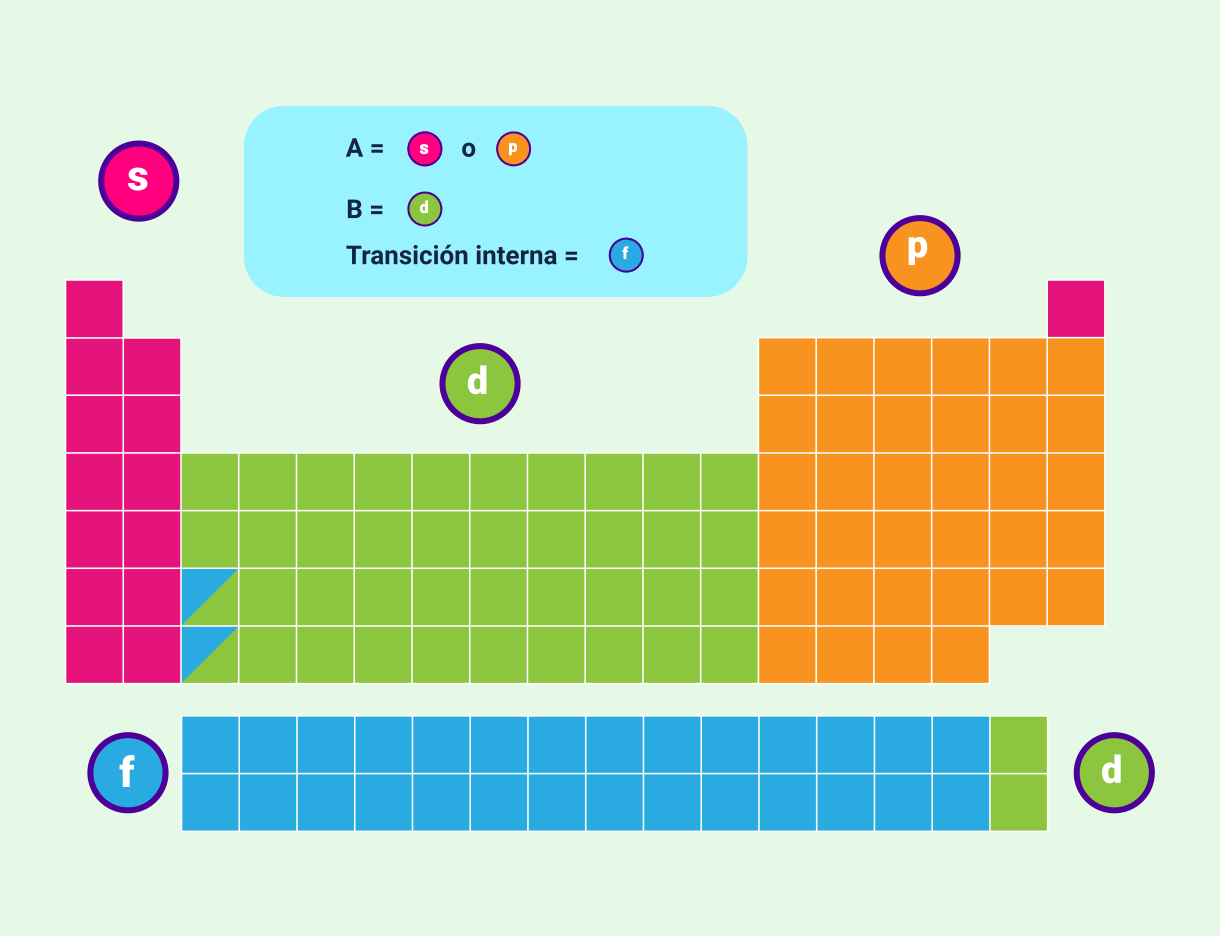 A = s o p
s
B = d
p
Transición interna = f
d
f
d